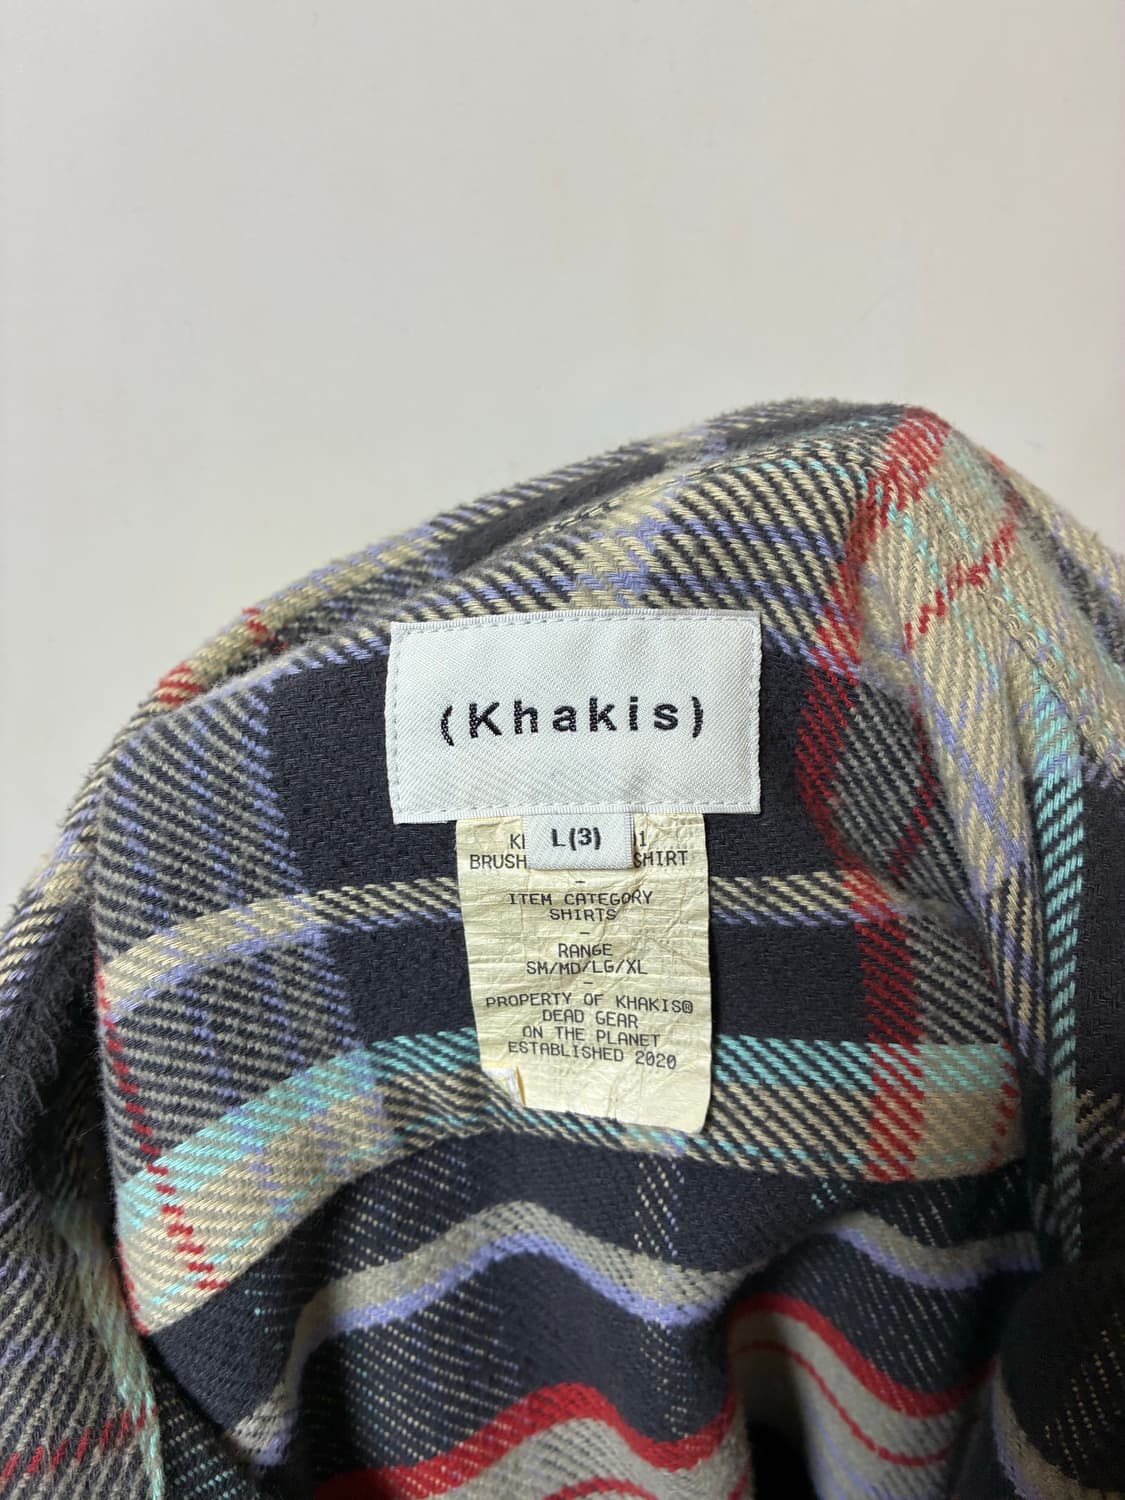 (Khakis)
L(3)
SHIRT
ITEM CATEGORY
SHIRTS
-
RANGE
SM/MD/LG/XL
-
PROPERTY OF KHAKIS®
DEAD GEAR
ON THE PLANET
ESTABLISHED 2020